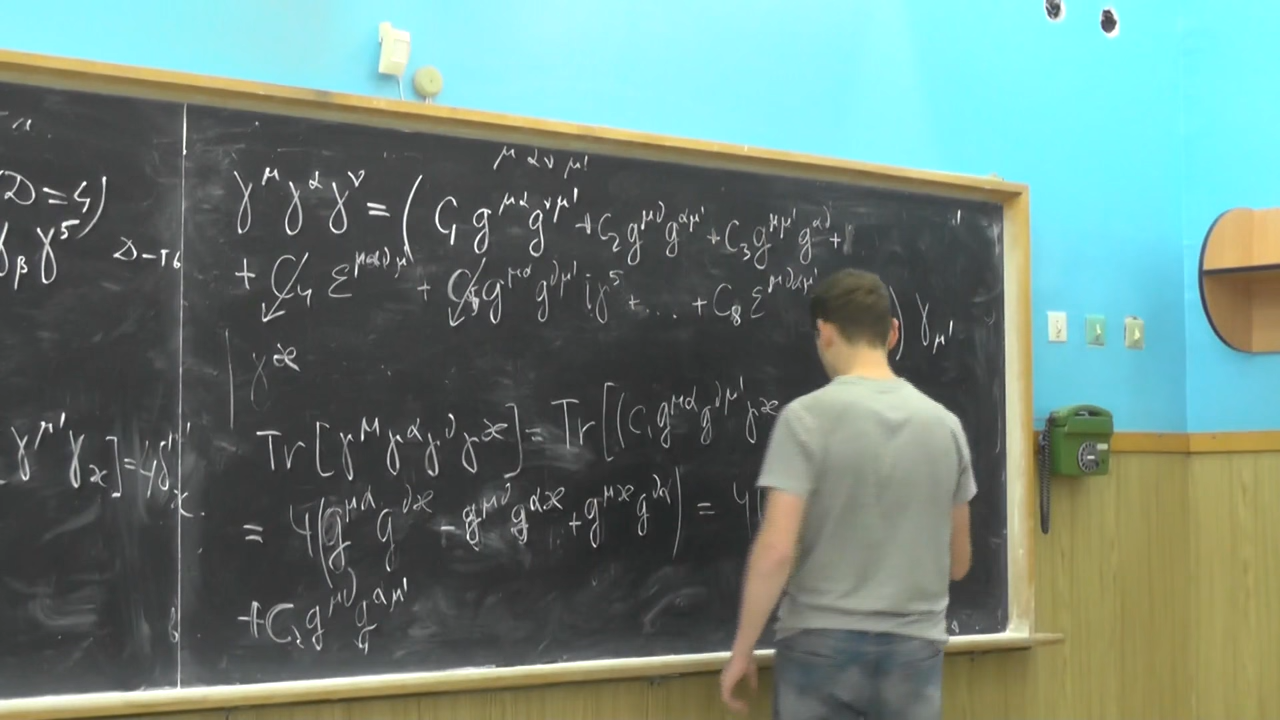 (D=4)
γ_β γ^5) D-т6
γ^{μ'} γ_æ] = 4δ^{μ'}_æ
μ α ν μ'
γ^μ γ^α γ^ν = ( C_1 g^{μα} g^{νμ'} + C_2 g^{μν} g^{αμ'} + C_3 g^{μμ'} g^{αν} +
+ C_4 ε^{μανμ'} + C_5 g^{μα} g^{νμ'} iγ^5 + ... + C_8 ε^{μναμ'} ) γ_{μ'}
| γ^æ
Tr [γ^μ γ^α γ^ν γ^æ] = Tr [(C_1 g^{μα} g^{νμ'} γ^æ
= 4(g^{μα} g^{νæ} - g^{μν} g^{αæ} + g^{μæ} g^{να}) = 4(
+ C_2 g^{μν} g^{αμ'}